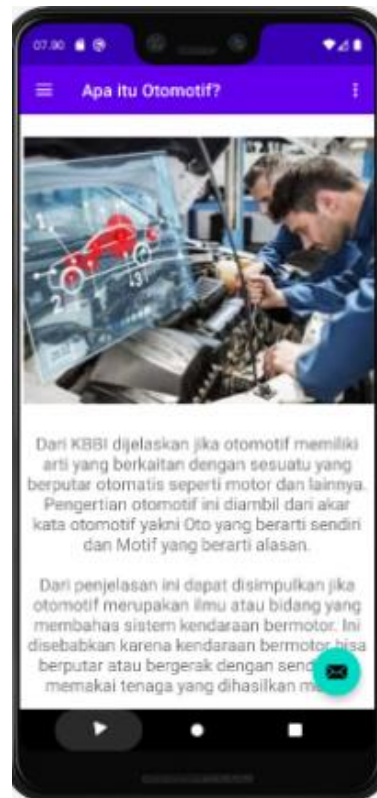 07.00
Apa itu Otomotif?
1
2
3
Dari KBBI dijelaskan jika otomotif memiliki
arti yang berkaitan dengan sesuatu yang
berputar otomatis seperti motor dan lainnya.
Pengertian otomotif ini diambil dari akar
kata otomotif yakni Oto yang berarti sendiri
dan Motif yang berarti alasan.
Dari penjelasan ini dapat disimpulkan jika
otomotif merupakan ilmu atau bidang yang
membahas sistem kendaraan bermotor. Ini
disebabkan karena kendaraan bermotor bisa
berputar atau bergerak dengan
memakai tenaga yang dihasilkan